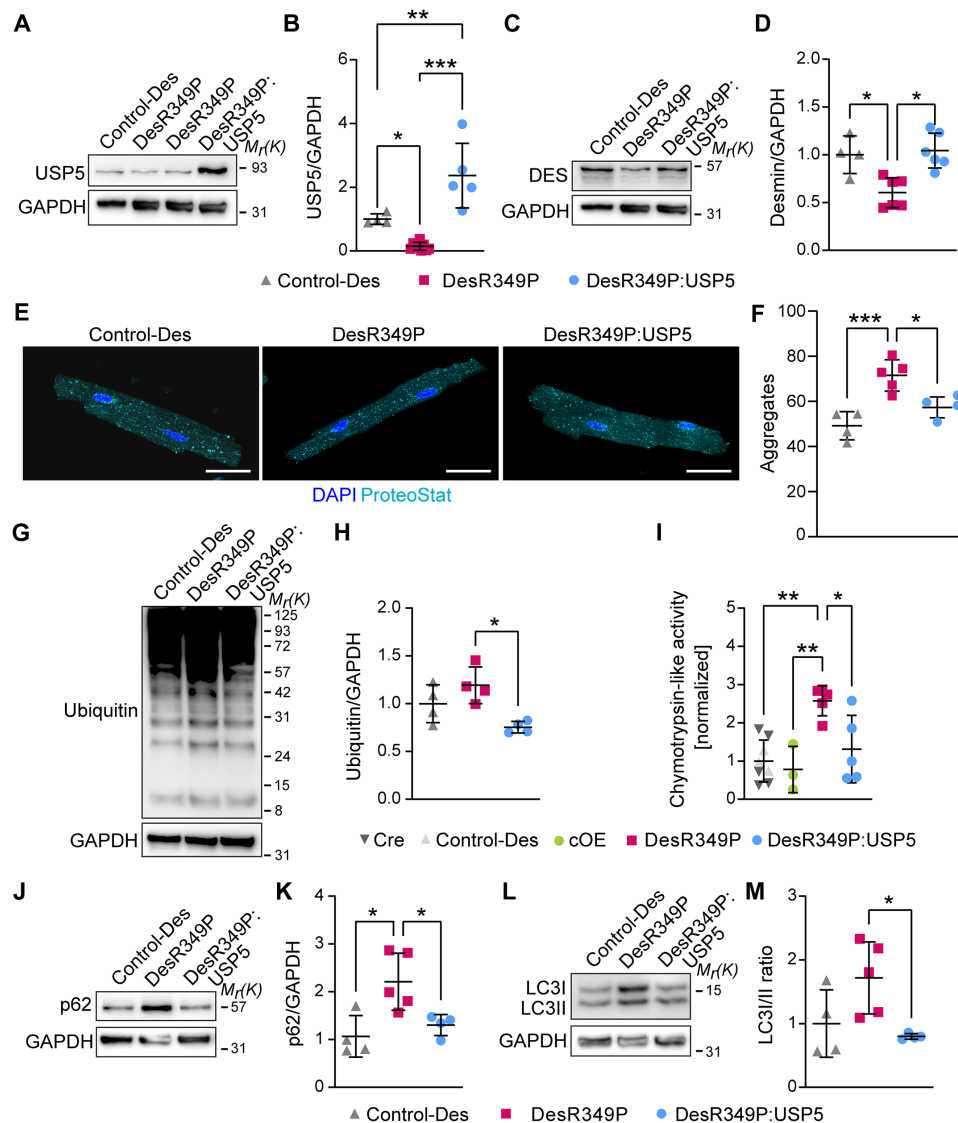 A
Control-Des
DesR349P
DesR349P
DesR349P:
USP5
Mr(K)
USP5
93
GAPDH
31
B
**
***
*
USP5/GAPDH
6
4
2
0
C
Control-Des
DesR349P
DesR349P:
USP5
Mr(K)
DES
57
GAPDH
31
D
* *
Desmin/GAPDH
2.0
1.5
1.0
0.5
0.0
Control-Des DesR349P DesR349P:USP5
E
Control-Des DesR349P DesR349P:USP5
DAPI ProteoStat
F
*** *
Aggregates
100
80
60
40
20
0
G
Control-Des
DesR349P
DesR349P:
USP5
Mr(K)
125
93
72
57
42
31
24
15
8
Ubiquitin
GAPDH
31
H
*
Ubiquitin/GAPDH
2.0
1.5
1.0
0.5
0.0
I
** *
**
Chymotrypsin-like activity
[normalized]
5
4
3
2
1
0
Cre Control-Des cOE DesR349P DesR349P:USP5
J
Control-Des
DesR349P
DesR349P:
USP5
Mr(K)
p62
57
GAPDH
31
K
* *
p62/GAPDH
4
3
2
1
0
L
Control-Des
DesR349P
DesR349P:
USP5
Mr(K)
LC3I
15
LC3II
GAPDH
31
M
*
LC3I/II ratio
3
2
1
0
Control-Des DesR349P DesR349P:USP5